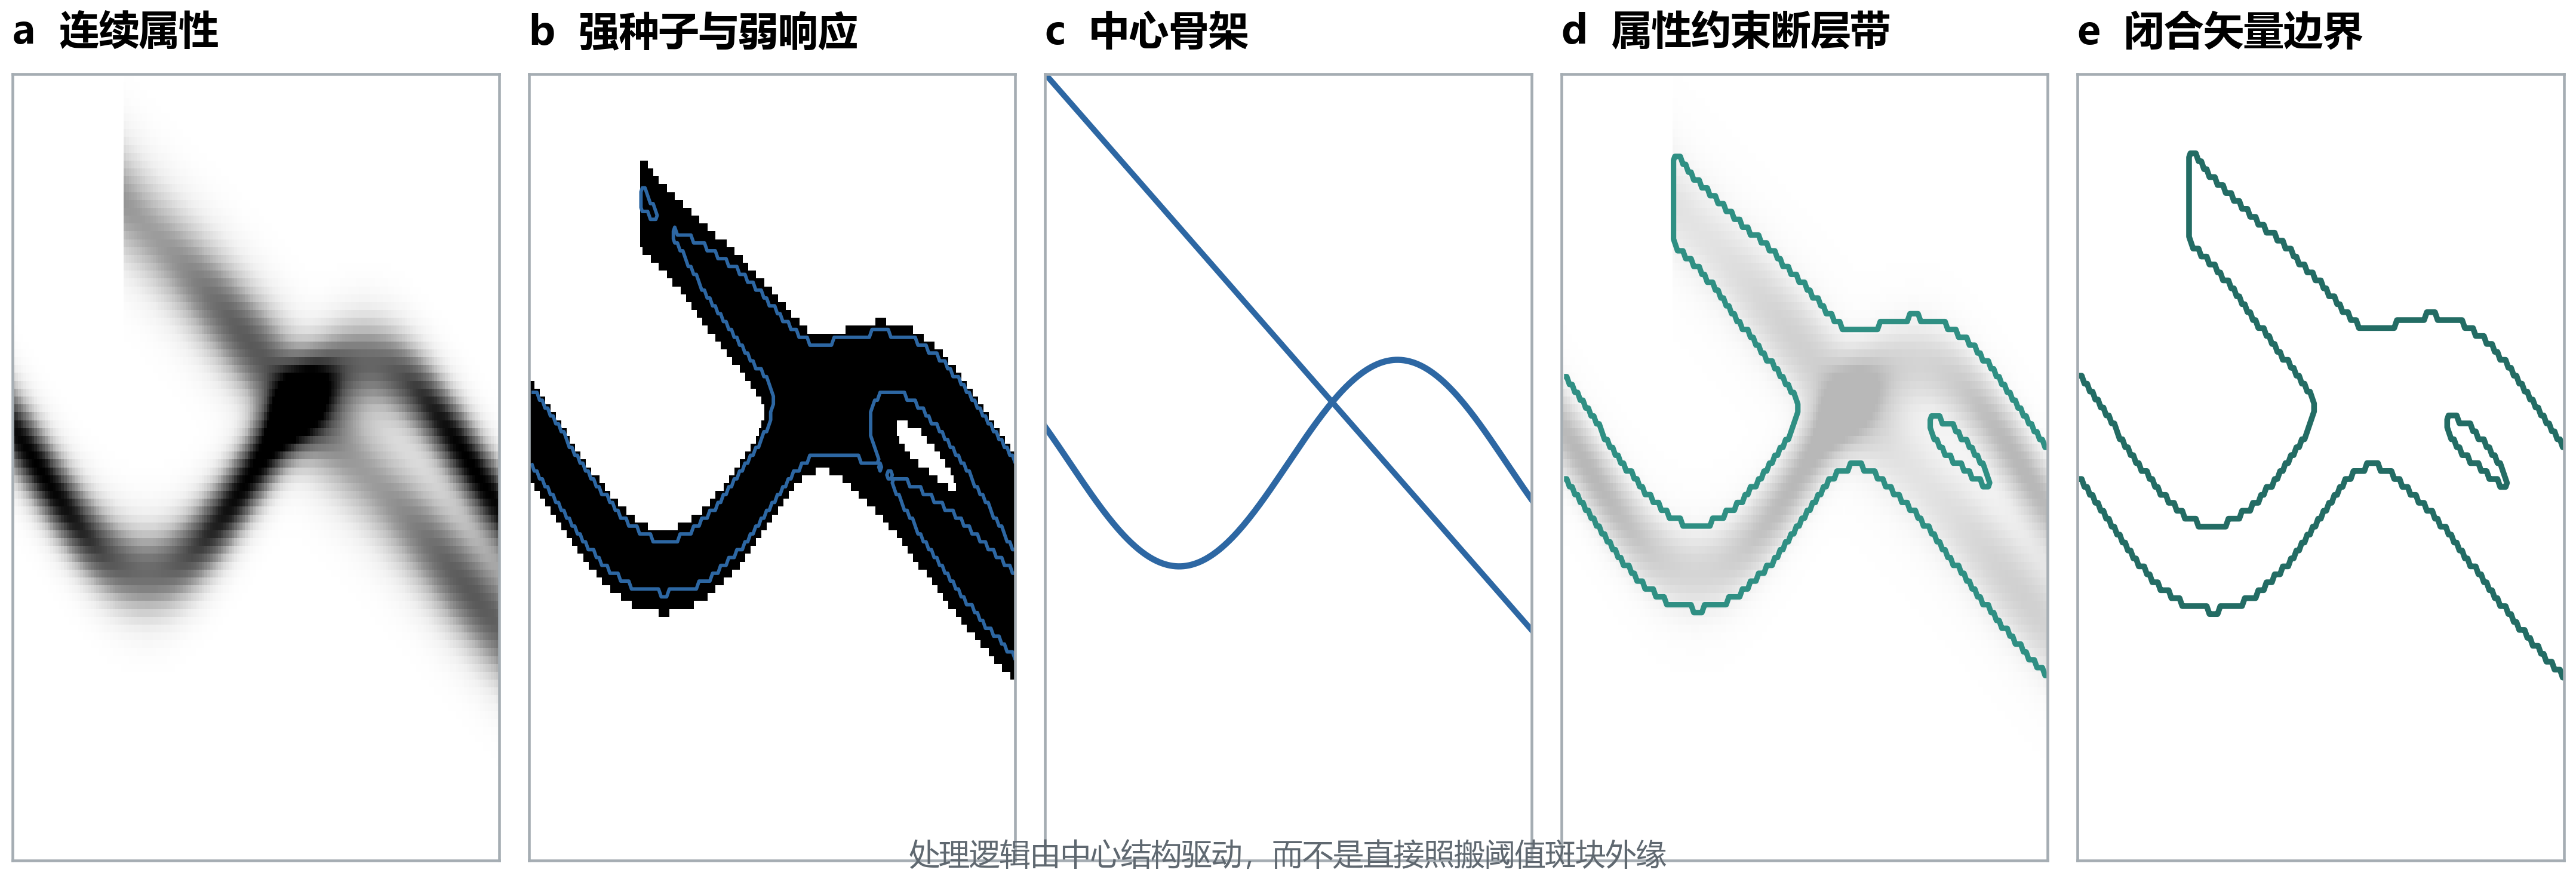 a 连续属性
b 强种子与弱响应
c 中心骨架
d 属性约束断层带
e 闭合矢量边界
处理逻辑由中心结构驱动，而不是直接照搬阈值斑块外缘